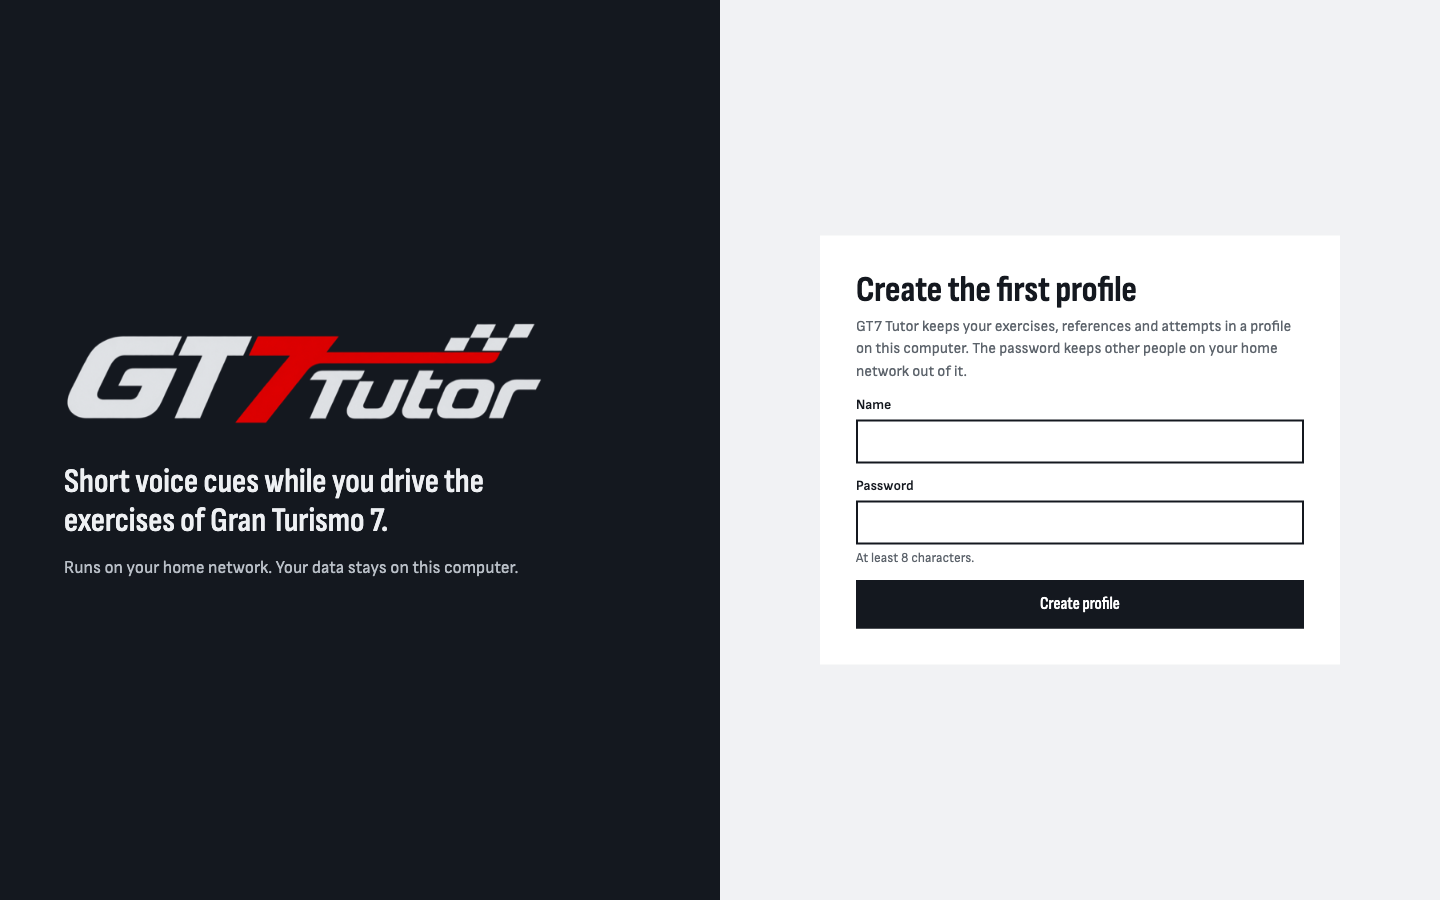 GT7 Tutor
Short voice cues while you drive the
exercises of Gran Turismo 7.
Runs on your home network. Your data stays on this computer.
Create the first profile
GT7 Tutor keeps your exercises, references and attempts in a profile
on this computer. The password keeps other people on your home
network out of it.
Name
Password
At least 8 characters.
Create profile